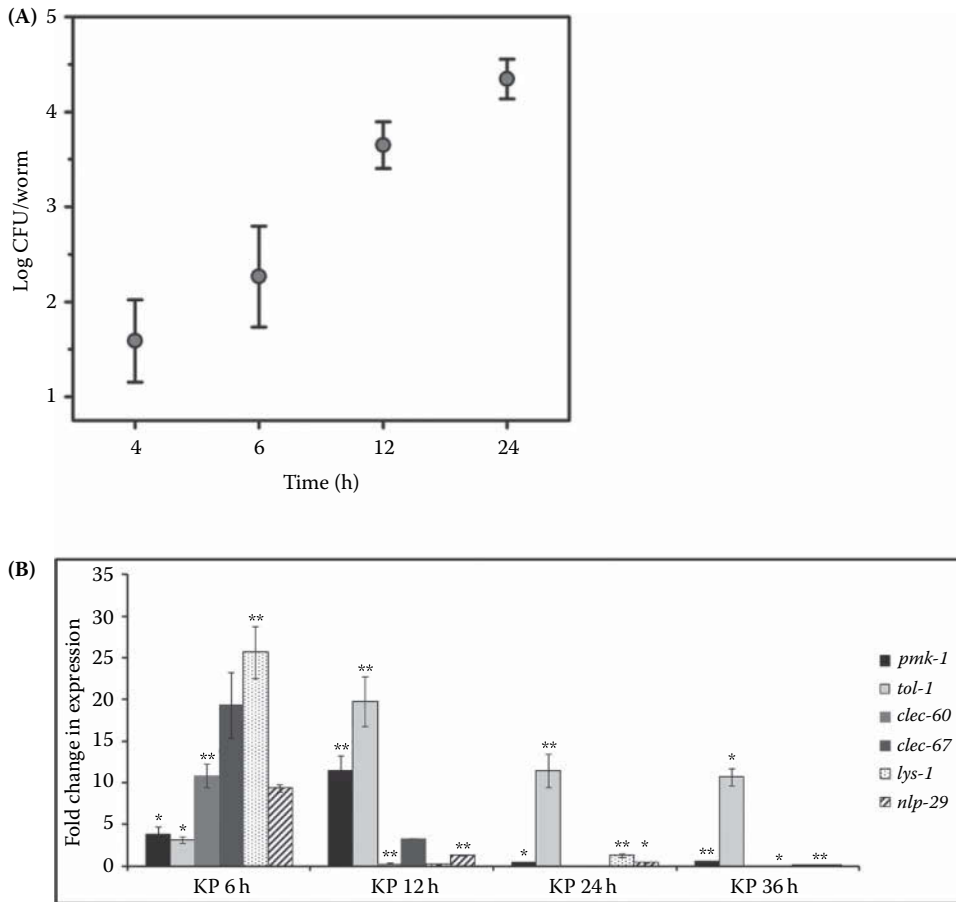 (A)
5
4
3
2
1
Log CFU/worm
4 6 12 24
Time (h)
(B)
35
30
25
20
15
10
5
0
Fold change in expression
* * ** **
** ** ** **
* ** ** *
** * * **
KP 6 h KP 12 h KP 24 h KP 36 h
pmk-1
tol-1
clec-60
clec-67
lys-1
nlp-29